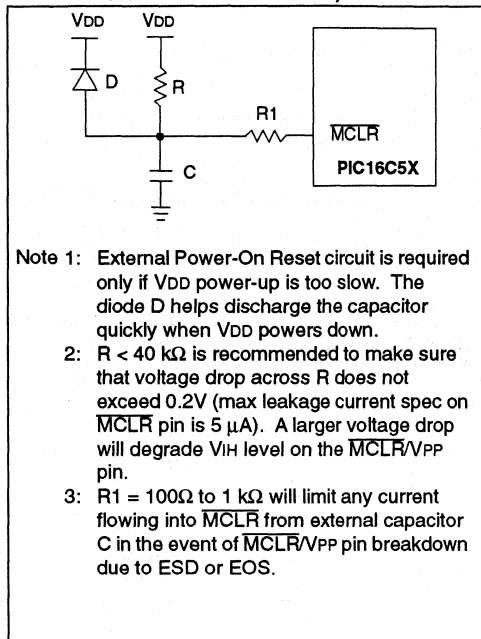 VDD VDD
D
R
R1
MCLR
PIC16C5X
C
Note 1: External Power-On Reset circuit is required
only if VDD power-up is too slow. The
diode D helps discharge the capacitor
quickly when VDD powers down.
2: R < 40 kΩ is recommended to make sure
that voltage drop across R does not
exceed 0.2V (max leakage current spec on
MCLR pin is 5 µA). A larger voltage drop
will degrade VIH level on the MCLR/VPP
pin.
3: R1 = 100Ω to 1 kΩ will limit any current
flowing into MCLR from external capacitor
C in the event of MCLR/VPP pin breakdown
due to ESD or EOS.